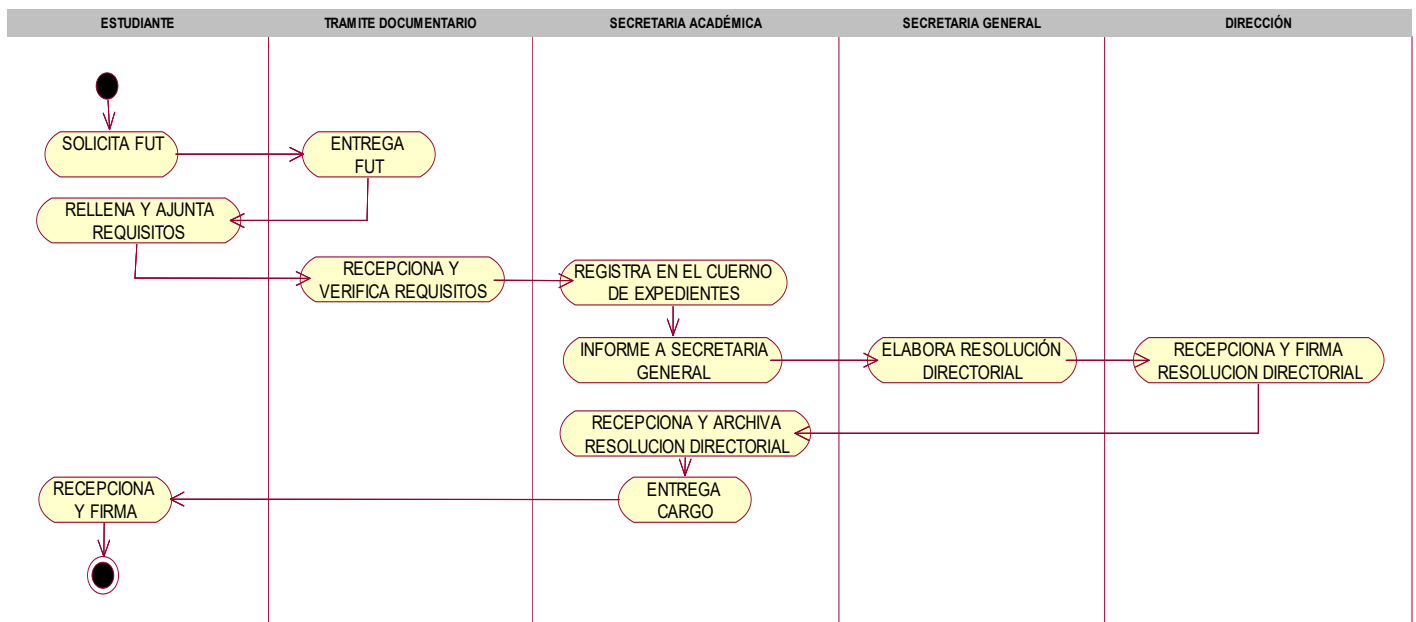 ESTUDIANTE
TRAMITE DOCUMENTARIO
SECRETARIA ACADÉMICA
SECRETARIA GENERAL
DIRECCIÓN
SOLICITA FUT
ENTREGA
FUT
RELLENA Y AJUNTA
REQUISITOS
RECEPCIONA Y
VERIFICA REQUISITOS
REGISTRA EN EL CUERNO
DE EXPEDIENTES
INFORME A SECRETARIA
GENERAL
ELABORA RESOLUCIÓN
DIRECTORIAL
RECEPCIONA Y FIRMA
RESOLUCION DIRECTORIAL
RECEPCIONA Y ARCHIVA
RESOLUCION DIRECTORIAL
ENTREGA
CARGO
RECEPCIONA
Y FIRMA